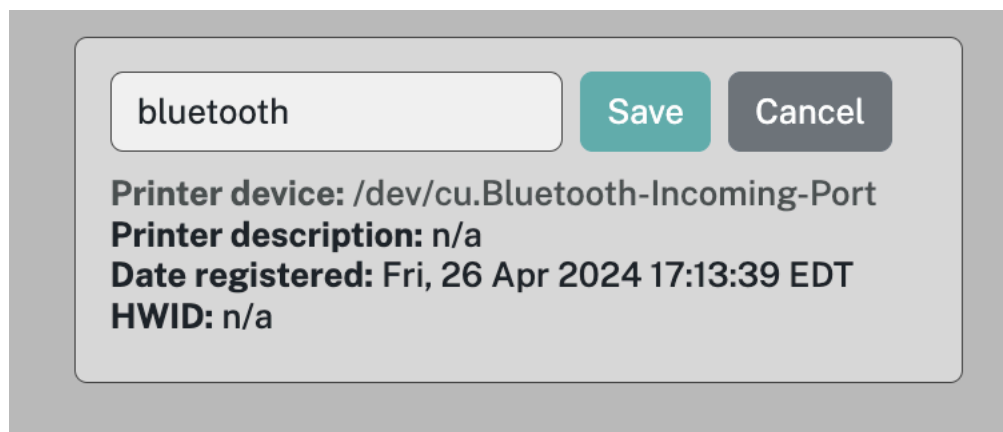 bluetooth Save Cancel
Printer device: /dev/cu.Bluetooth-Incoming-Port
Printer description: n/a
Date registered: Fri, 26 Apr 2024 17:13:39 EDT
HWID: n/a